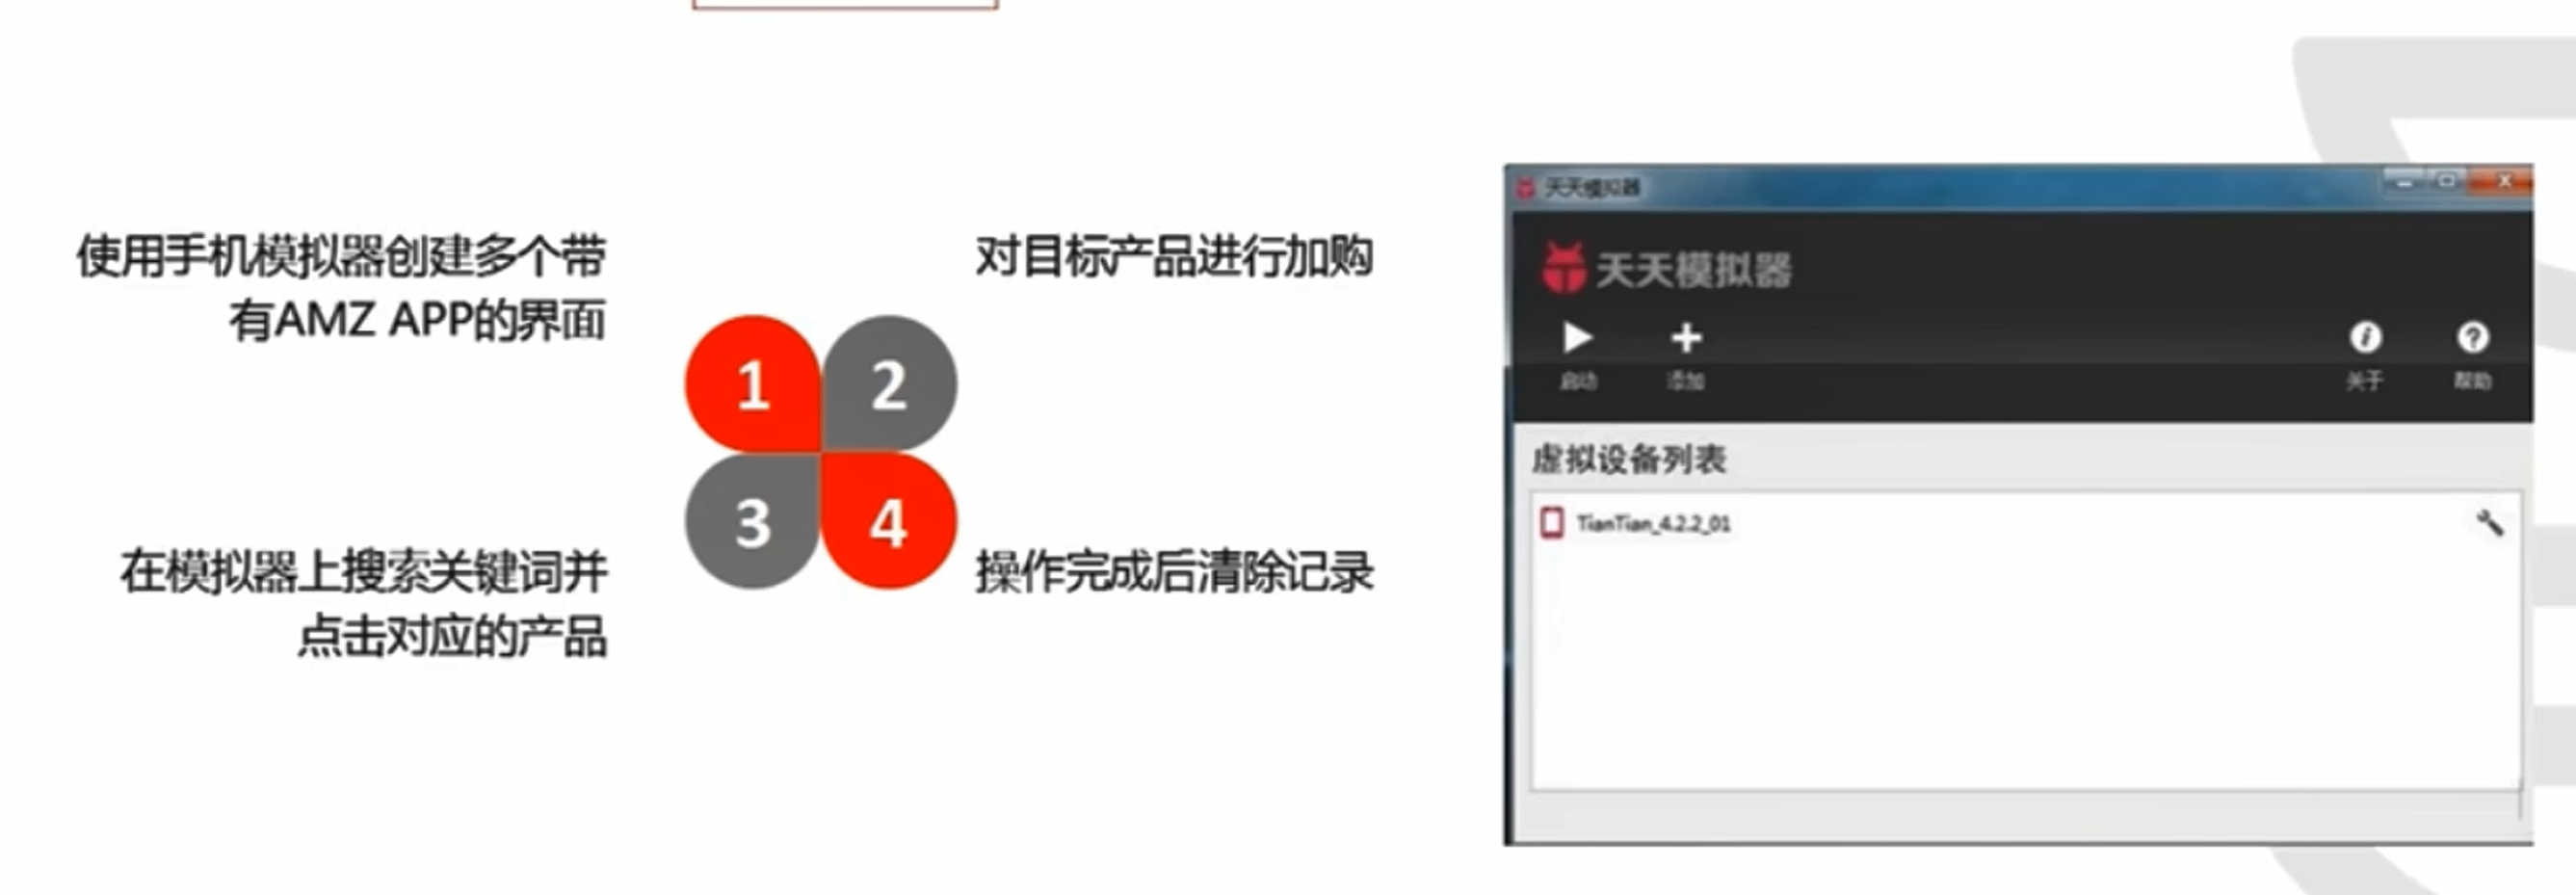 使用手机模拟器创建多个带
有AMZ APP的界面
对目标产品进行加购
1
2
3
4
在模拟器上搜索关键词并
点击对应的产品
操作完成后清除记录
天天模拟器
天天模拟器
启动
添加
关于
帮助
虚拟设备列表
TianTian_4.2.2_01